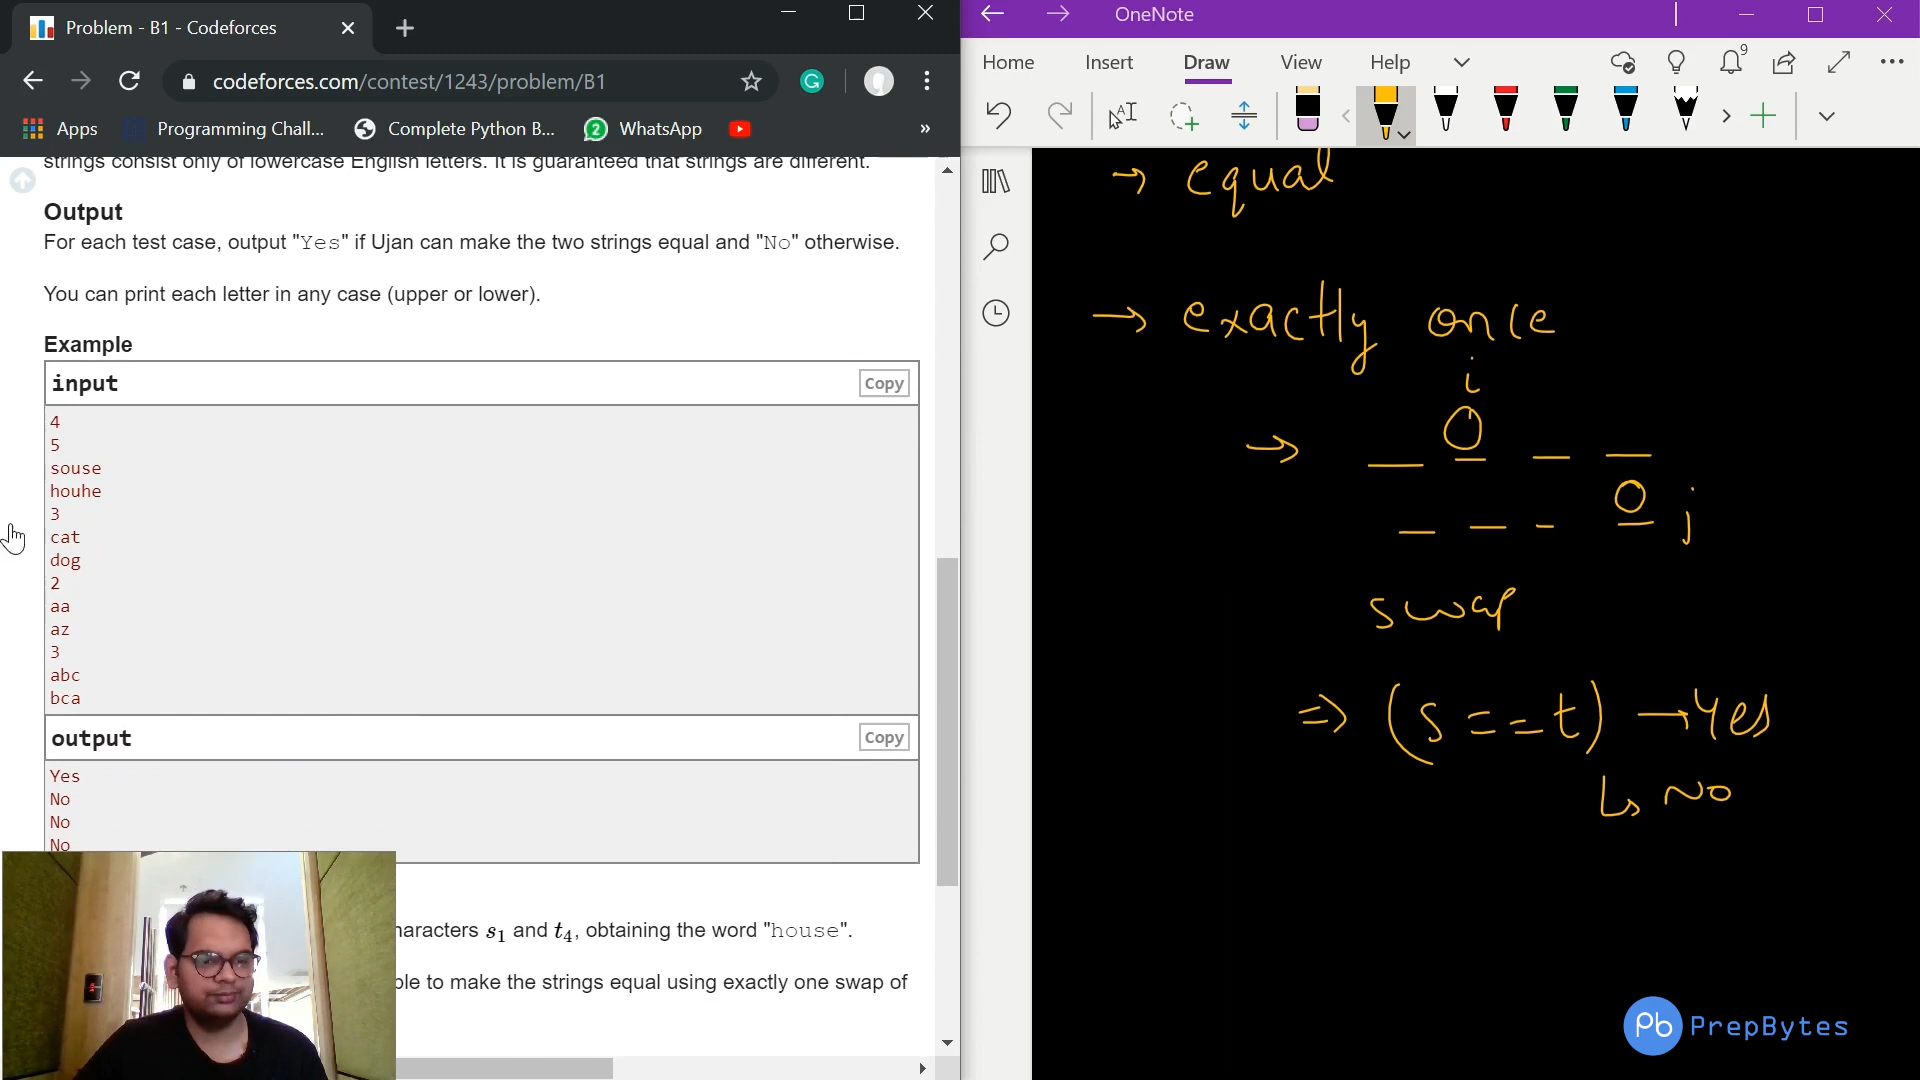 Problem - B1 - Codeforces
codeforces.com/contest/1243/problem/B1
Apps
Programming Chall...
Complete Python B...
WhatsApp
strings consist only of lowercase English letters. It is guaranteed that strings are different.
Output
For each test case, output "Yes" if Ujan can make the two strings equal and "No" otherwise.
You can print each letter in any case (upper or lower).
Example
input
Copy
4
5
souse
houhe
3
cat
dog
2
aa
az
3
abc
bca
output
Copy
Yes
No
No
No
haracters s1 and t4, obtaining the word "house".
ble to make the strings equal using exactly one swap of
OneNote
Home Insert Draw View Help
9
→ equal
→ exactly once
i
→
j
swap
⇒ (s == t) → Yes
↳ No
Pb PrepBytes